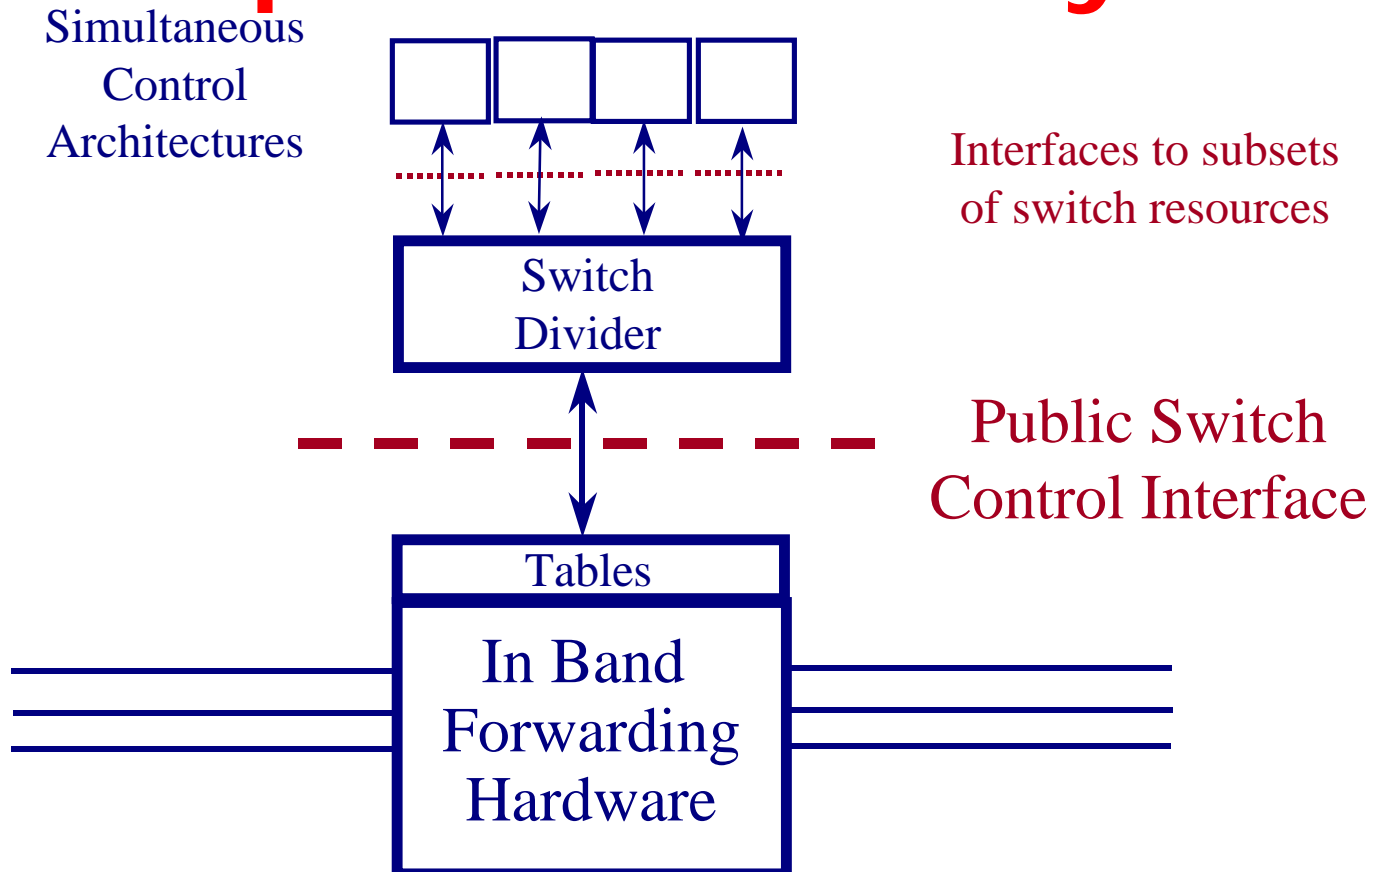 Simultaneous
Control
Architectures
Interfaces to subsets
of switch resources
Switch
Divider
Public Switch
Control Interface
Tables
In Band
Forwarding
Hardware